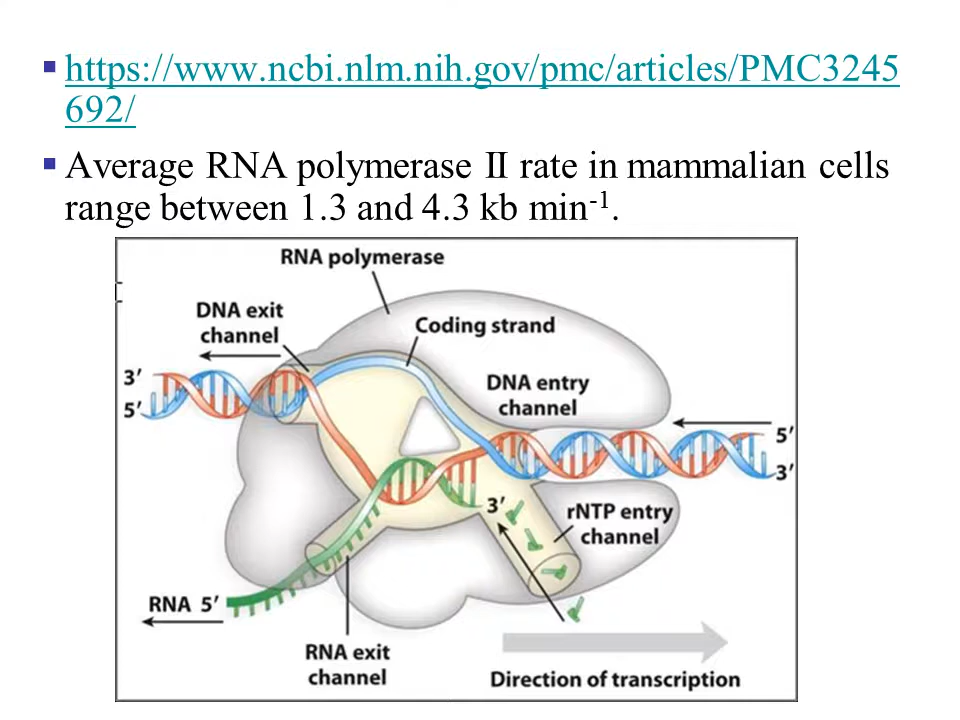 https://www.ncbi.nlm.nih.gov/pmc/articles/PMC3245
692/
Average RNA polymerase II rate in mammalian cells
range between 1.3 and 4.3 kb min-1.
RNA polymerase
DNA exit
channel
Coding strand
DNA entry
channel
3′
5′
5′
3′
3′
rNTP entry
channel
RNA 5′
RNA exit
channel
Direction of transcription